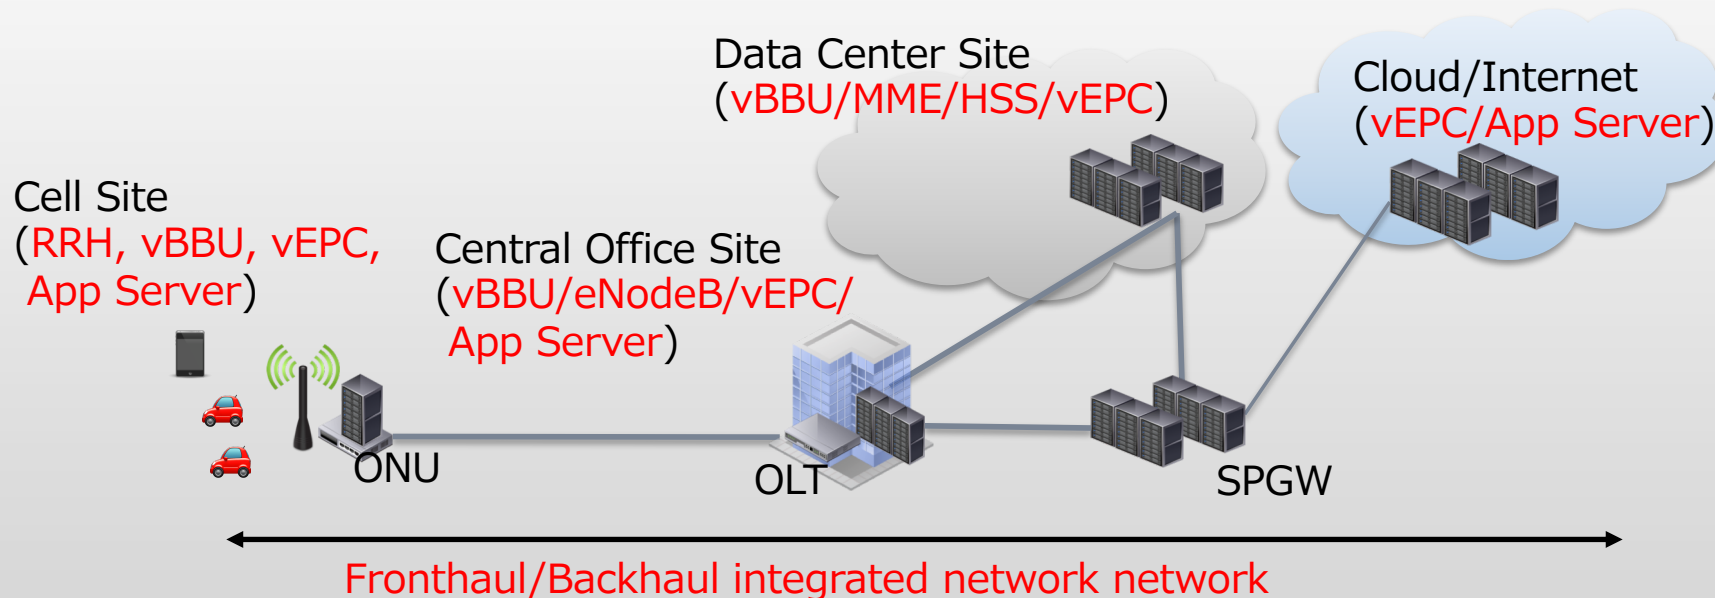 Data Center Site
(vBBU/MME/HSS/vEPC)
Cloud/Internet
(vEPC/App Server)
Cell Site
(RRH, vBBU, vEPC,
App Server)
Central Office Site
(vBBU/eNodeB/vEPC/
App Server)
ONU
OLT
SPGW
Fronthaul/Backhaul integrated network network